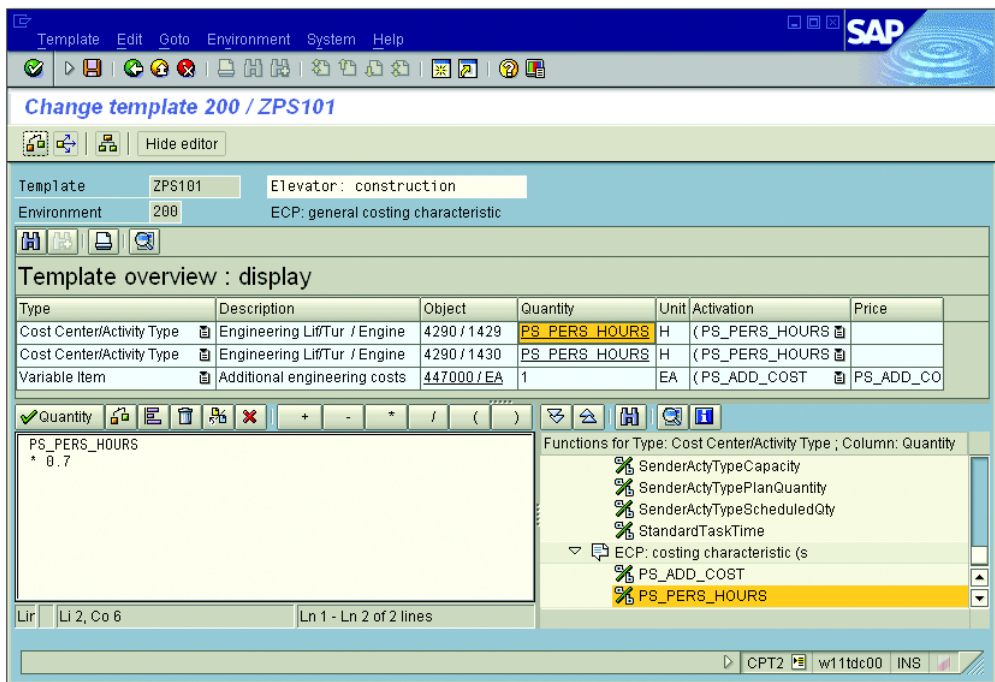 Template Edit Goto Environment System Help
SAP
Change template 200 / ZPS101
Hide editor
Template ZPS101 Elevator: construction
Environment 200 ECP: general costing characteristic
Template overview : display
Type Description Object Quantity Unit Activation Price
Cost Center/Activity Type Engineering Lif/Tur / Engine 4290 / 1429 PS_PERS_HOURS H (PS_PERS_HOURS
Cost Center/Activity Type Engineering Lif/Tur / Engine 4290 / 1430 PS_PERS_HOURS H (PS_PERS_HOURS
Variable Item Additional engineering costs 447000 / EA 1 EA (PS_ADD_COST PS_ADD_CO
Quantity + - * / ( )
PS_PERS_HOURS
* 0.7
Functions for Type: Cost Center/Activity Type ; Column: Quantity
SenderActyTypeCapacity
SenderActyTypePlanQuantity
SenderActyTypeScheduledQty
StandardTaskTime
ECP: costing characteristic (s
PS_ADD_COST
PS_PERS_HOURS
Lir Li 2, Co 6 Ln 1 - Ln 2 of 2 lines
CPT2 w11tdc00 INS